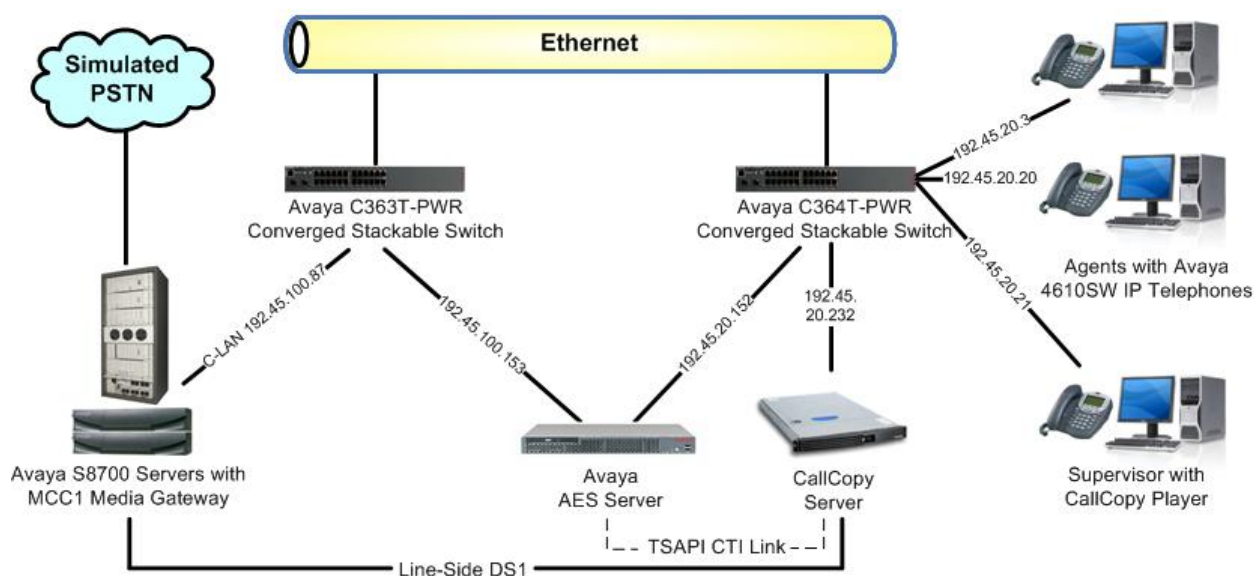 Ethernet
Simulated
PSTN
192.45.20.3
192.45.20.20
192.45.20.21
Avaya C363T-PWR
Converged Stackable Switch
Avaya C364T-PWR
Converged Stackable Switch
Agents with Avaya
4610SW IP Telephones
C-LAN 192.45.100.87
192.45.100.153
192.45.20.152
192.45.
20.232
Avaya S8700 Servers with
MCC1 Media Gateway
Avaya
AES Server
CallCopy
Server
Supervisor with
CallCopy Player
TSAPI CTI Link
Line-Side DS1